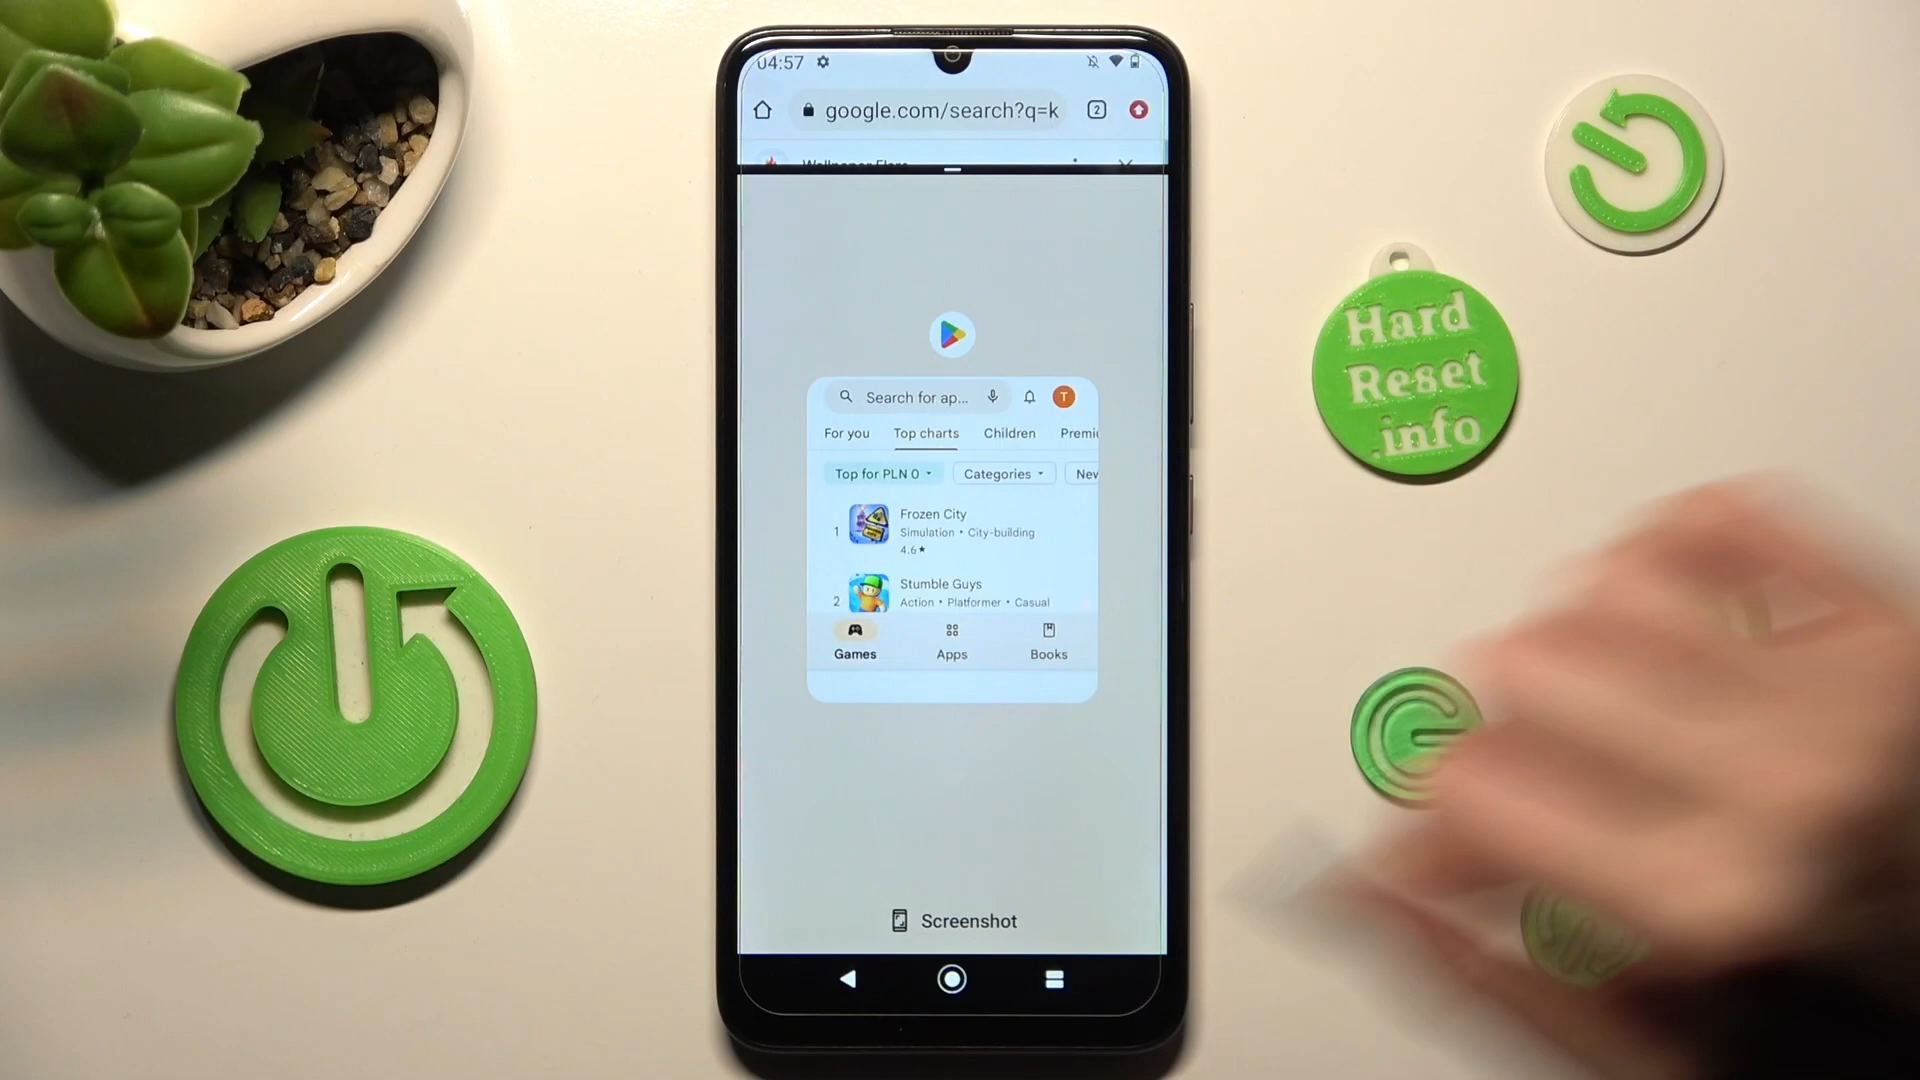 04:57
google.com/search?q=k
2
Search for ap...
T
For you
Top charts
Children
Top for PLN 0
Categories
1
Frozen City
Simulation • City-building
4.6★
2
Stumble Guys
Action • Platformer • Casual
Games
Apps
Books
Screenshot
Hard
Reset
.info